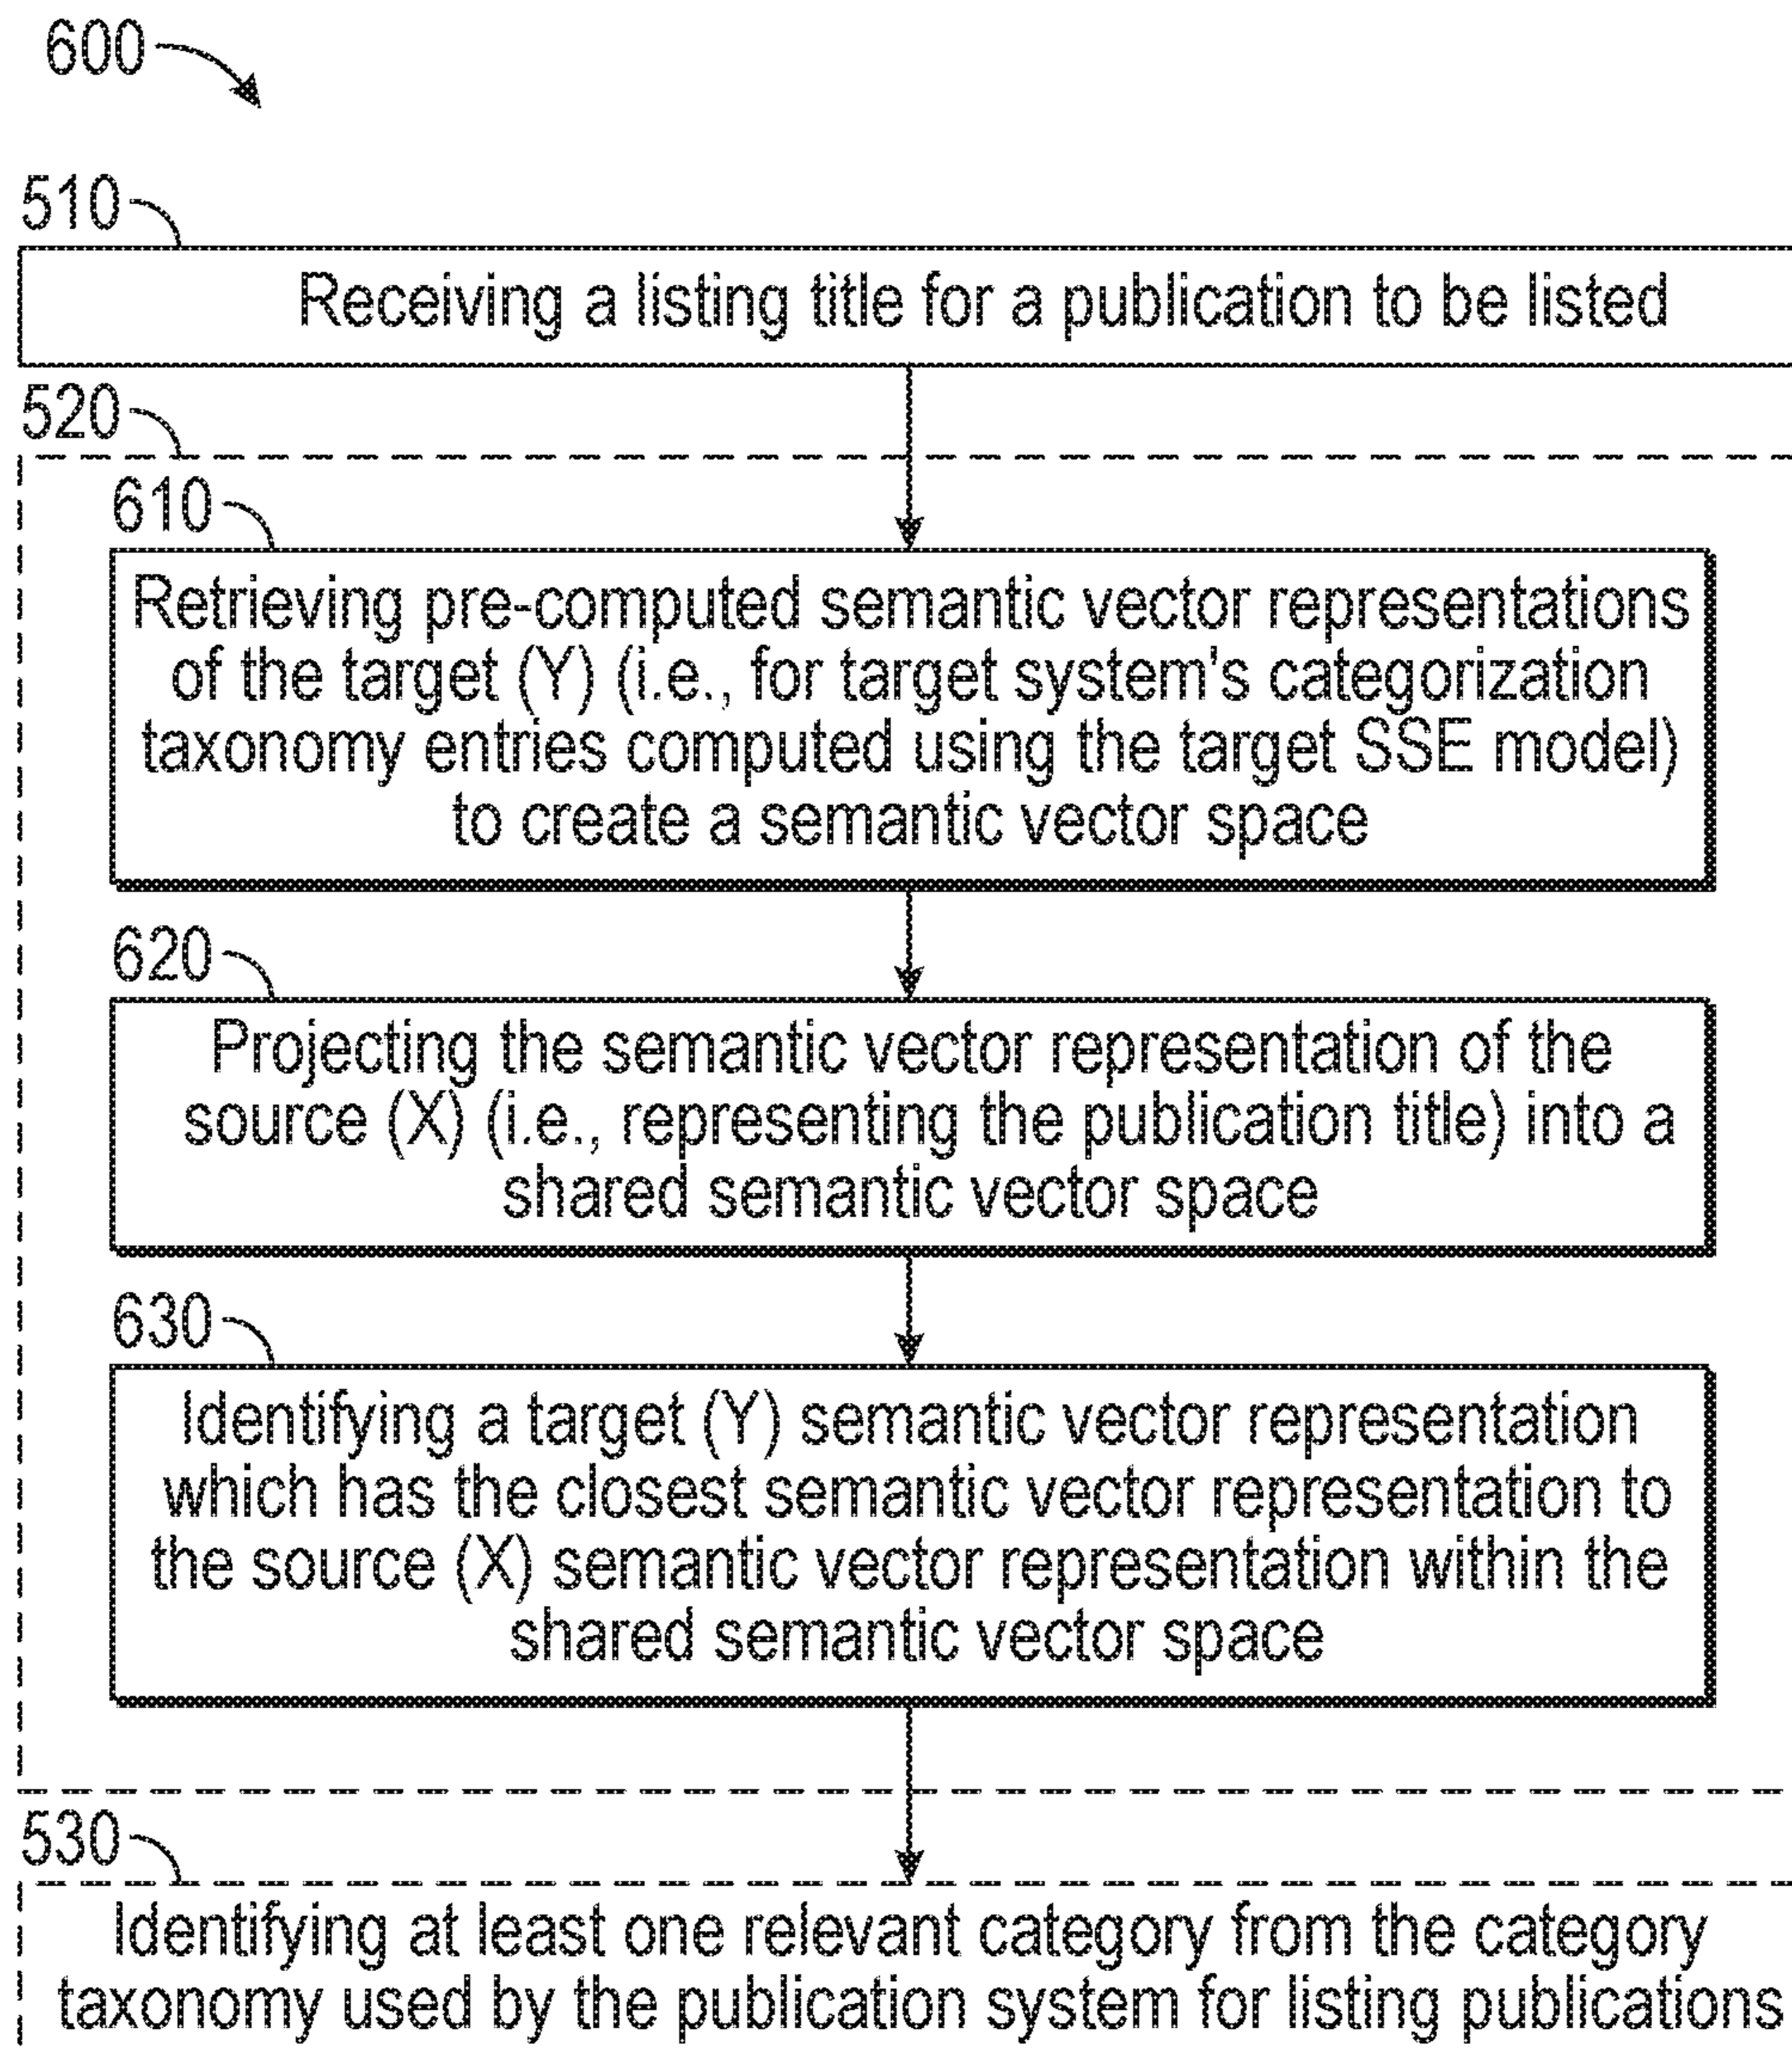 600
510
Receiving a listing title for a publication to be listed
520
610
Retrieving pre-computed semantic vector representations
of the target (Y) (i.e., for target system's categorization
taxonomy entries computed using the target SSE model)
to create a semantic vector space
620
Projecting the semantic vector representation of the
source (X) (i.e., representing the publication title) into a
shared semantic vector space
630
Identifying a target (Y) semantic vector representation
which has the closest semantic vector representation to
the source (X) semantic vector representation within the
shared semantic vector space
530
Identifying at least one relevant category from the category
taxonomy used by the publication system for listing publications